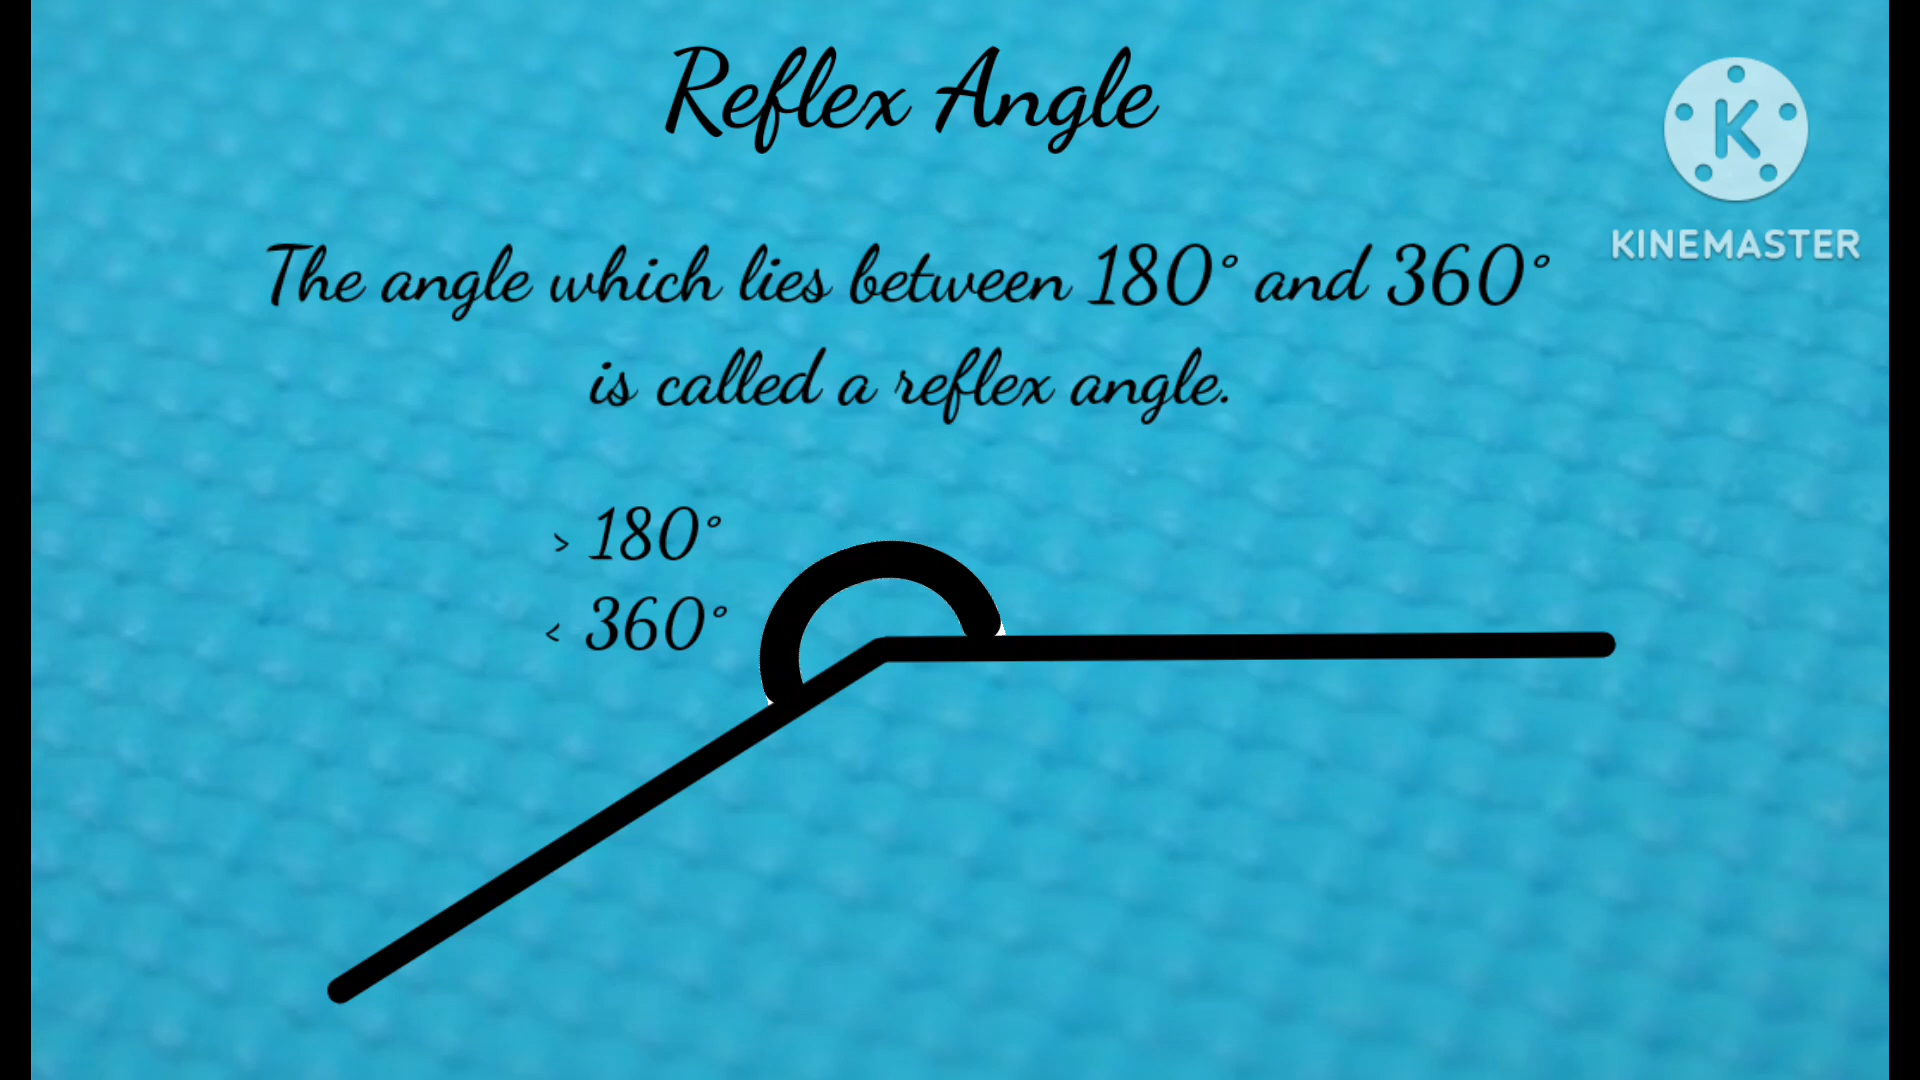 Reflex Angle
K
KINEMASTER
The angle which lies between 180° and 360°
is called a reflex angle.
> 180°
< 360°